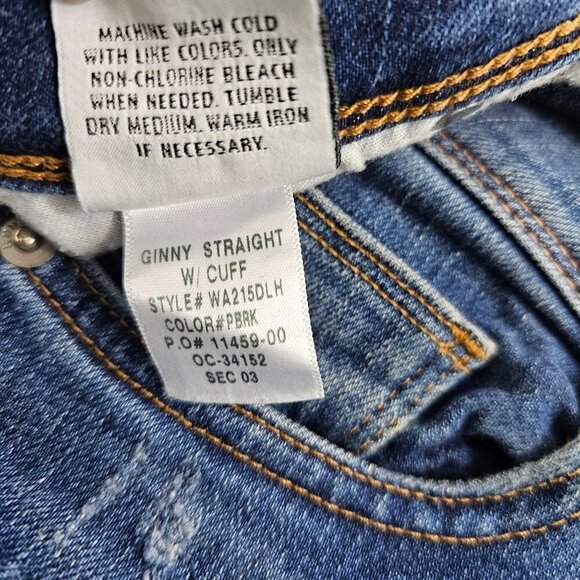 MACHINE WASH COLD
WITH LIKE COLORS. ONLY
NON-CHLORINE BLEACH
WHEN NEEDED. TUMBLE
DRY MEDIUM. WARM IRON
IF NECESSARY.
GINNY STRAIGHT
W/ CUFF
STYLE# WA215DLH
COLOR#PBRK
P.O# 11459-00
OC-34152
SEC 03